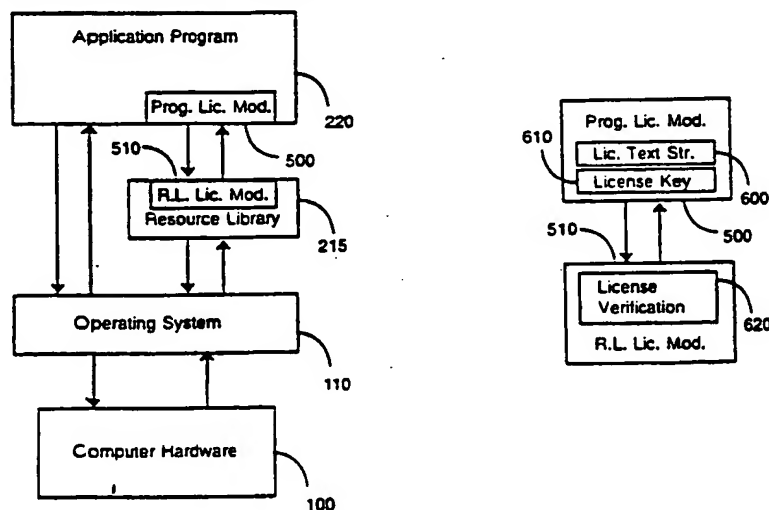 Application Program
Prog. Lic. Mod.
220
510
500
R.L. Lic. Mod.
Resource Library
215
Operating System
110
Computer Hardware
100
Prog. Lic. Mod.
610
Lic. Text Str.
License Key
600
510
500
License
Verification
620
R.L. Lic. Mod.